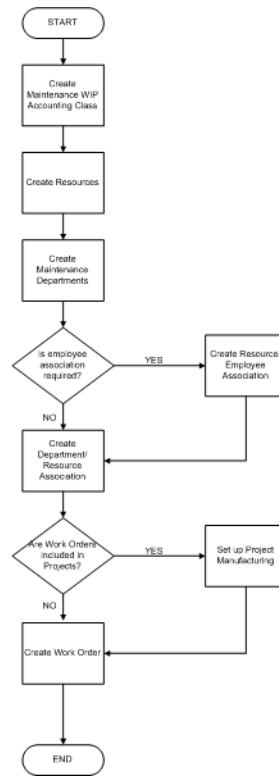 START
Create
Maintenance WIP
Accounting Class
Create Resources
Create
Maintenance
Departments
Is employee
association
required?
YES
Create Resource/
Employee
Association
NO
Create
Department/
Resource
Association
Are Work Orders
included in
Projects?
YES
Set up Project
Manufacturing
NO
Create Work Order
END